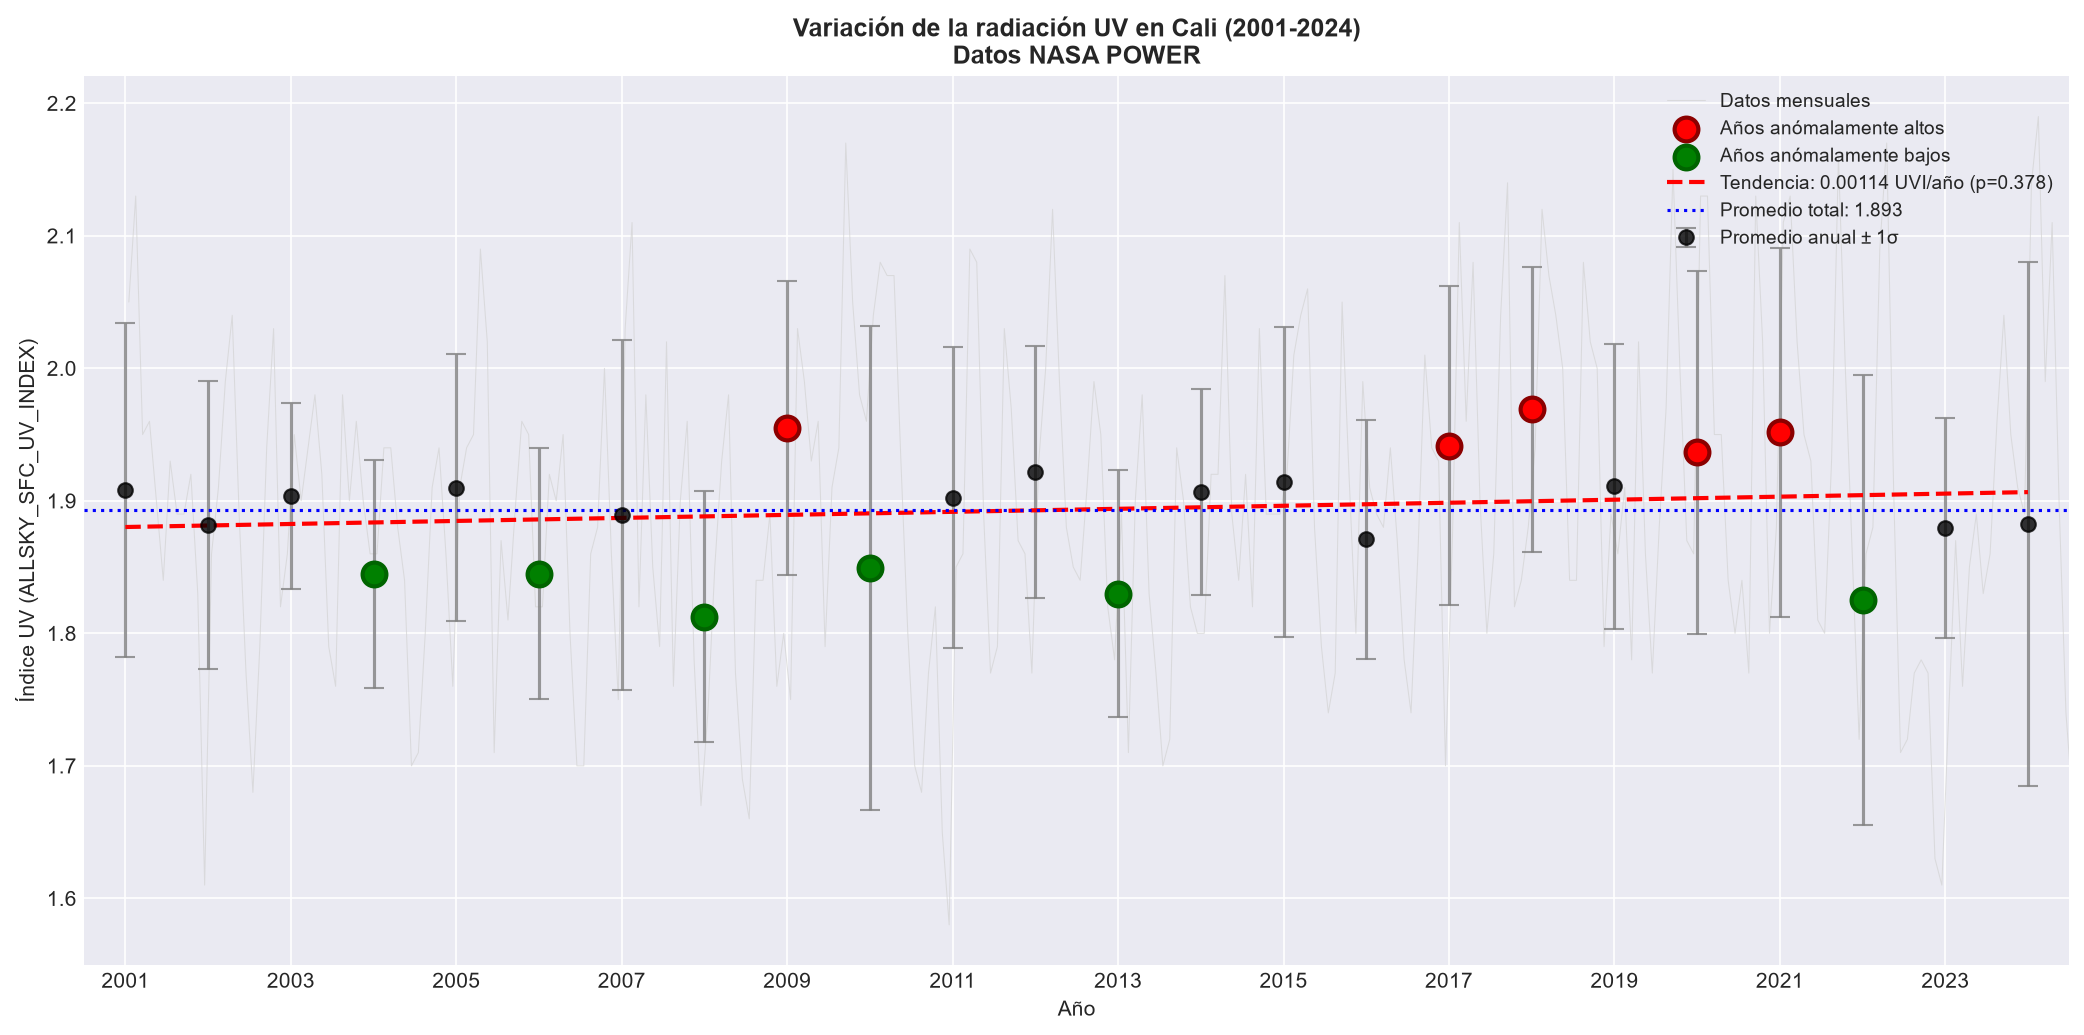 Variación de la radiación UV en Cali (2001-2024)
Datos NASA POWER
Índice UV (ALLSKY_SFC_UV_INDEX)
2.2
2.1
2.0
1.9
1.8
1.7
1.6
Datos mensuales
Años anómalamente altos
Años anómalamente bajos
Tendencia: 0.00114 UVI/año (p=0.378)
Promedio total: 1.893
Promedio anual ± 1σ
2001 2003 2005 2007 2009 2011 2013 2015 2017 2019 2021 2023
Año